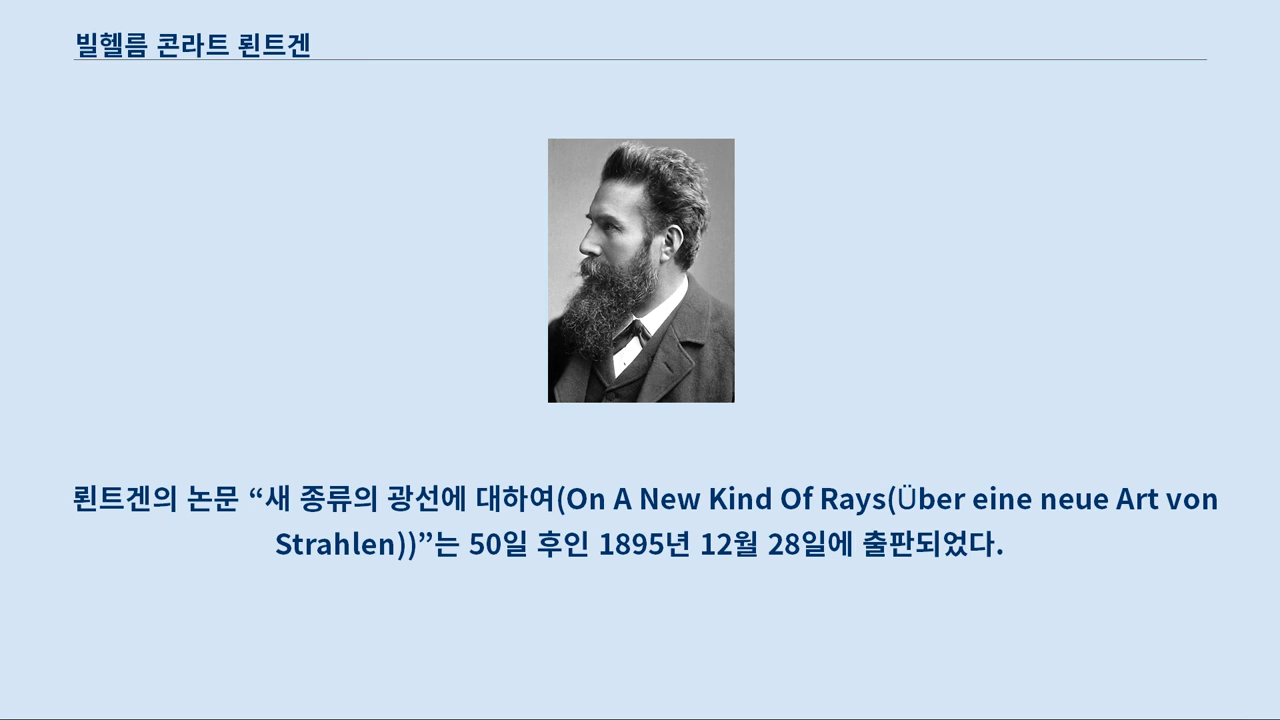 빌헬름 콘라트 뢴트겐
뢴트겐의 논문 “새 종류의 광선에 대하여(On A New Kind Of Rays(Über eine neue Art von
Strahlen))”는 50일 후인 1895년 12월 28일에 출판되었다.